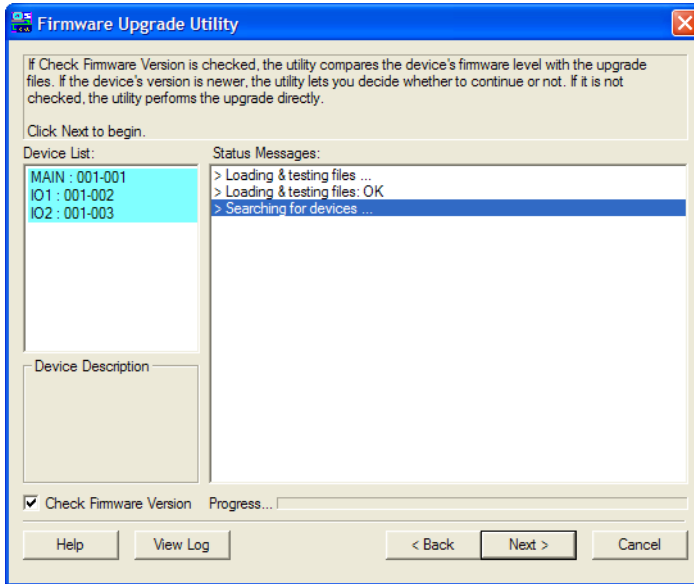 Firmware Upgrade Utility
If Check Firmware Version is checked, the utility compares the device's firmware level with the upgrade
files. If the device's version is newer, the utility lets you decide whether to continue or not. If it is not
checked, the utility performs the upgrade directly.
Click Next to begin.
Device List:
Status Messages:
MAIN : 001-001
IO1 : 001-002
IO2 : 001-003
> Loading & testing files ...
> Loading & testing files: OK
> Searching for devices ...
Device Description
Check Firmware Version
Progress...
Help
View Log
< Back
Next >
Cancel